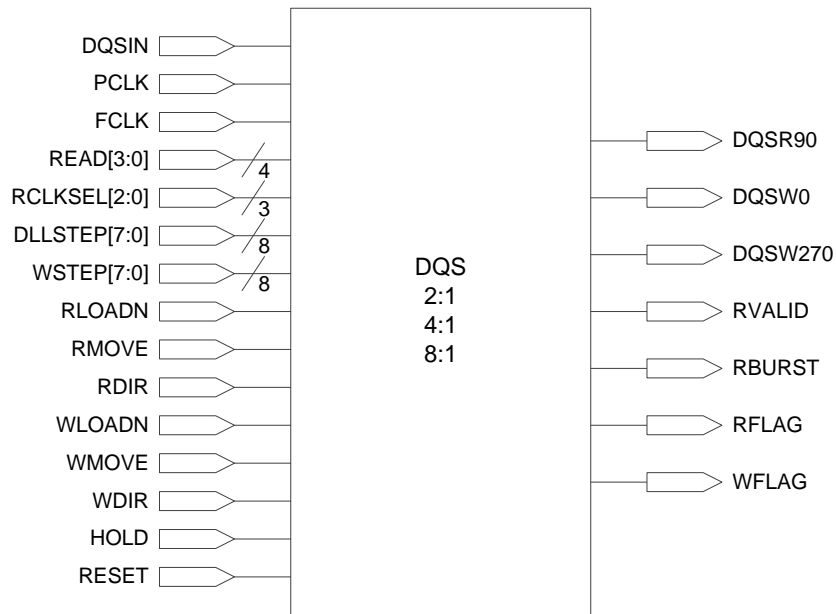 DQSIN
PCLK
FCLK
READ[3:0]
4
RCLKSEL[2:0]
3
DLLSTEP[7:0]
8
WSTEP[7:0]
8
RLOADN
RMOVE
RDIR
WLOADN
WMOVE
WDIR
HOLD
RESET
DQS
2:1
4:1
8:1
DQSR90
DQSW0
DQSW270
RVALID
RBURST
RFLAG
WFLAG